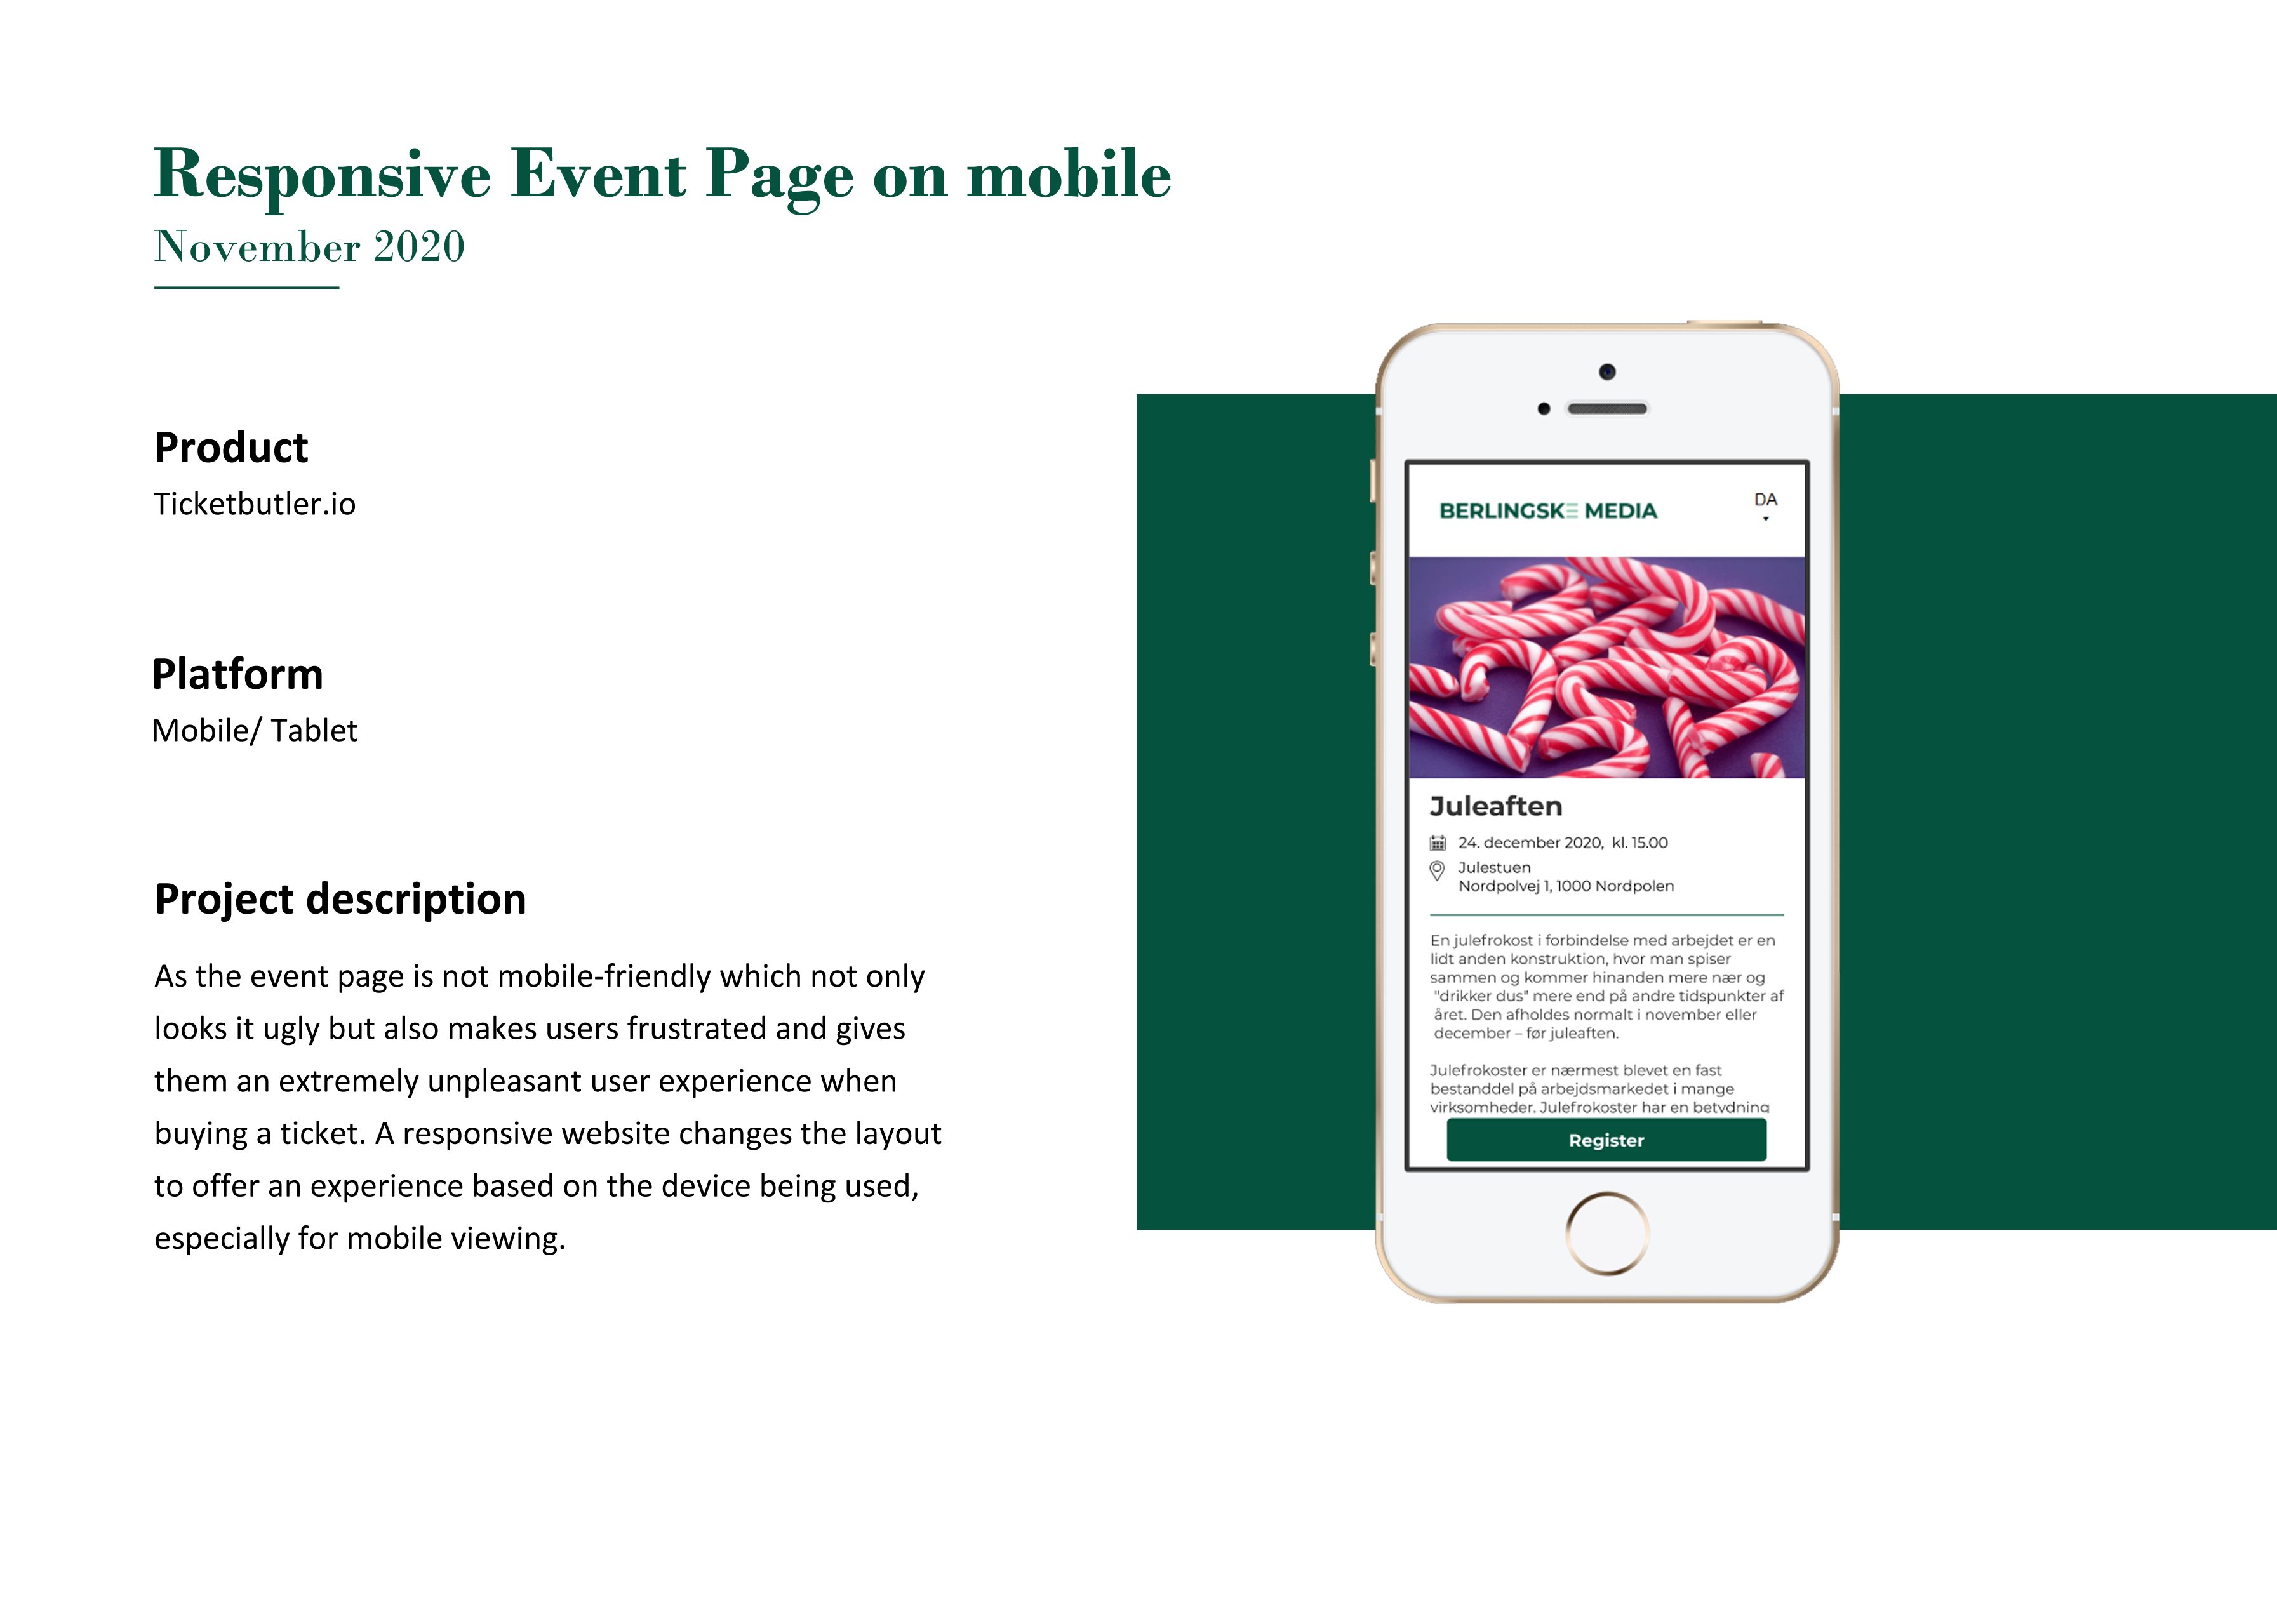 Responsive Event Page on mobile
November 2020
Product
Ticketbutler.io
Platform
Mobile/ Tablet
Project description
As the event page is not mobile-friendly which not only
looks it ugly but also makes users frustrated and gives
them an extremely unpleasant user experience when
buying a ticket. A responsive website changes the layout
to offer an experience based on the device being used,
especially for mobile viewing.
BERLINGSKE MEDIA
DA
Juleaften
24. december 2020, kl. 15.00
Julestuen
Nordpolvej 1, 1000 Nordpolen
En julefrokost i forbindelse med arbejdet er en
lidt anden konstruktion, hvor man spiser
sammen og kommer hinanden mere nær og
"drikker dus" mere end på andre tidspunkter af
året. Den afholdes normalt i november eller
december – før juleaften.
Julefrokoster er nærmest blevet en fast
bestanddel på arbejdsmarkedet i mange
virksomheder. Julefrokoster har en betydning
Register